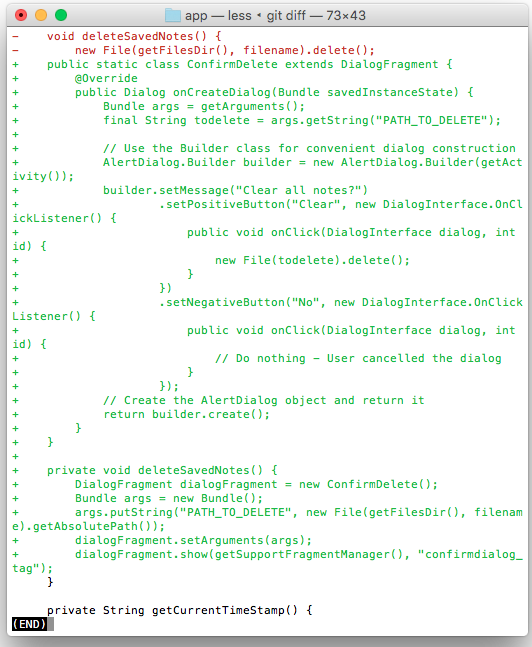 app — less ◂ git diff — 73×43
-    void deleteSavedNotes() {
-        new File(getFilesDir(), filename).delete();
+    public static class ConfirmDelete extends DialogFragment {
+        @Override
+        public Dialog onCreateDialog(Bundle savedInstanceState) {
+            Bundle args = getArguments();
+            final String todelete = args.getString("PATH_TO_DELETE");
+
+            // Use the Builder class for convenient dialog construction
+            AlertDialog.Builder builder = new AlertDialog.Builder(getAct
ivity());
+            builder.setMessage("Clear all notes?")
+                    .setPositiveButton("Clear", new DialogInterface.OnCl
ickListener() {
+                        public void onClick(DialogInterface dialog, int
id) {
+                            new File(todelete).delete();
+                        }
+                    })
+                    .setNegativeButton("No", new DialogInterface.OnClick
Listener() {
+                        public void onClick(DialogInterface dialog, int
id) {
+                            // Do nothing - User cancelled the dialog
+                        }
+                    });
+            // Create the AlertDialog object and return it
+            return builder.create();
+        }
+    }
+
+    private void deleteSavedNotes() {
+        DialogFragment dialogFragment = new ConfirmDelete();
+        Bundle args = new Bundle();
+        args.putString("PATH_TO_DELETE", new File(getFilesDir(), filenam
e).getAbsolutePath());
+        dialogFragment.setArguments(args);
+        dialogFragment.show(getSupportFragmentManager(), "confirmdialog_
tag");
     }

     private String getCurrentTimeStamp() {
(END)